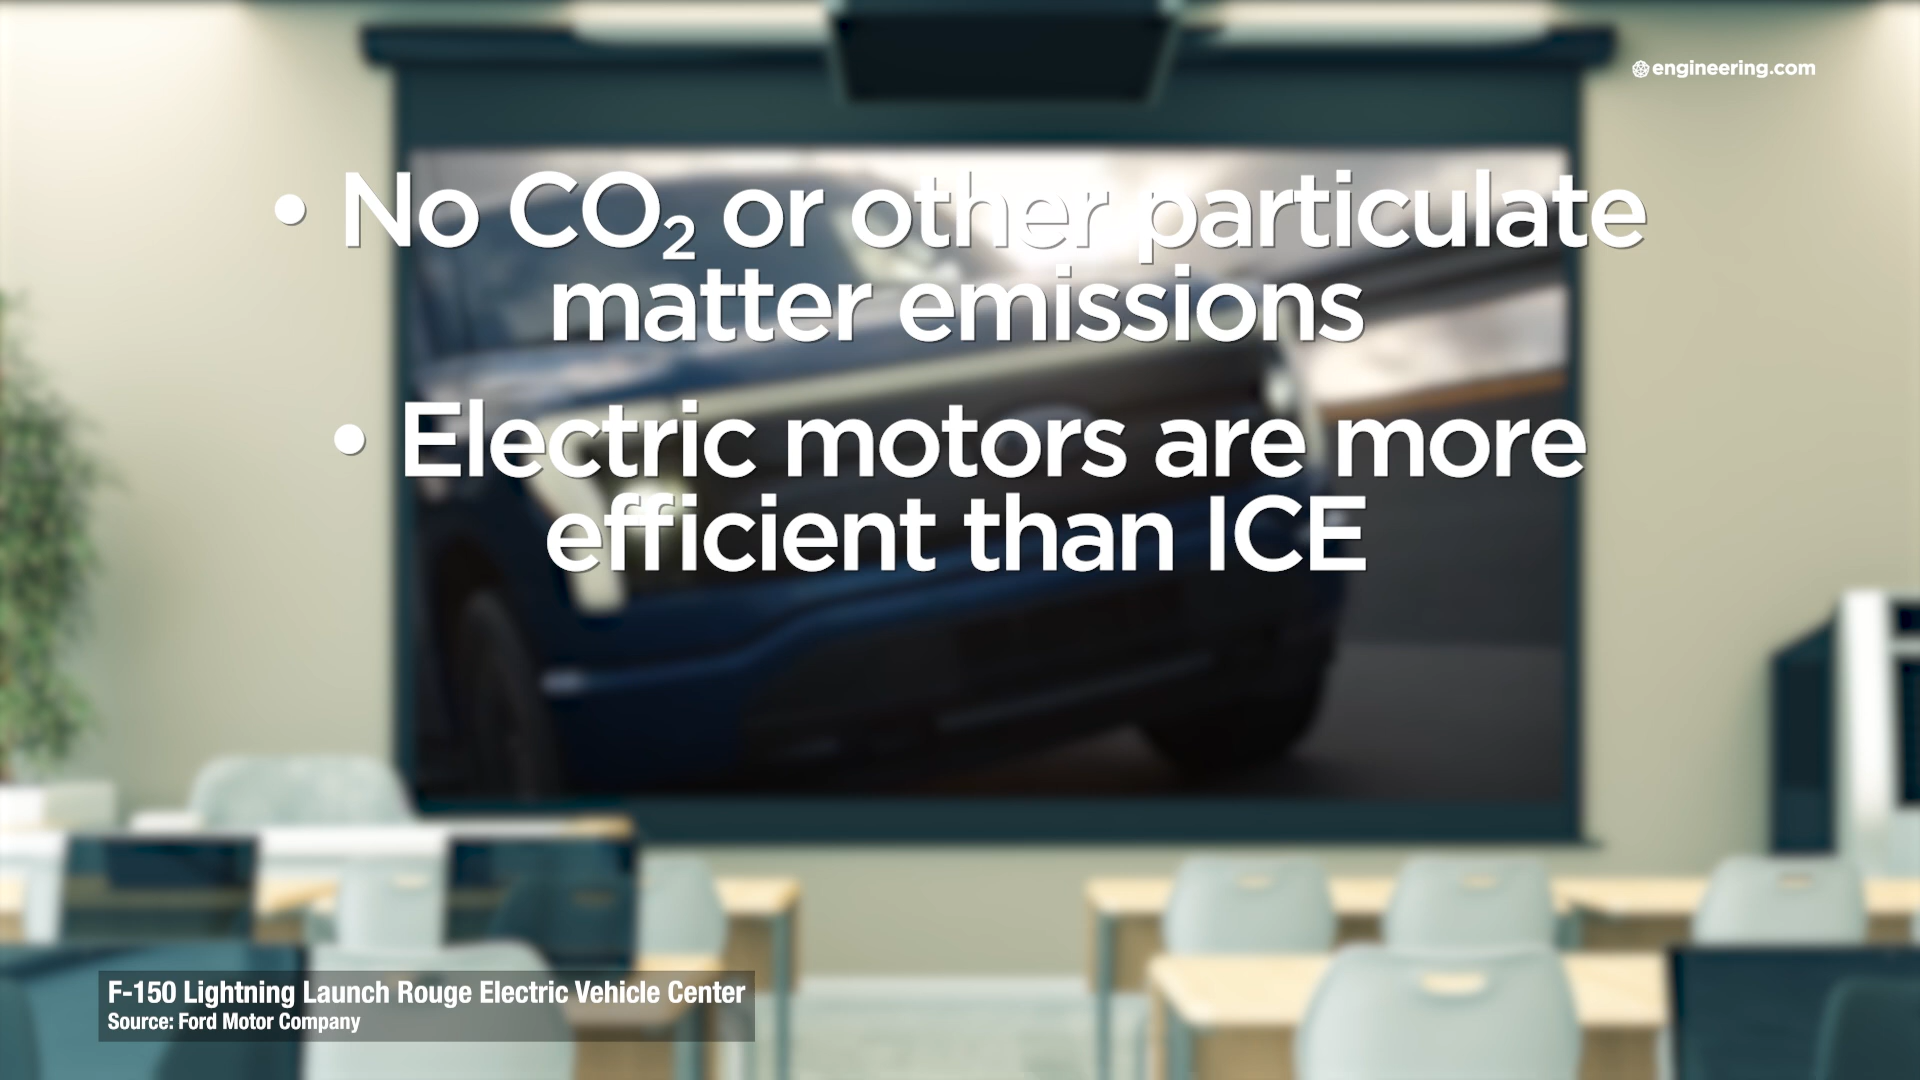 engineering.com
• No CO₂ or other particulate
matter emissions
• Electric motors are more
efficient than ICE
F-150 Lightning Launch Rouge Electric Vehicle Center
Source: Ford Motor Company